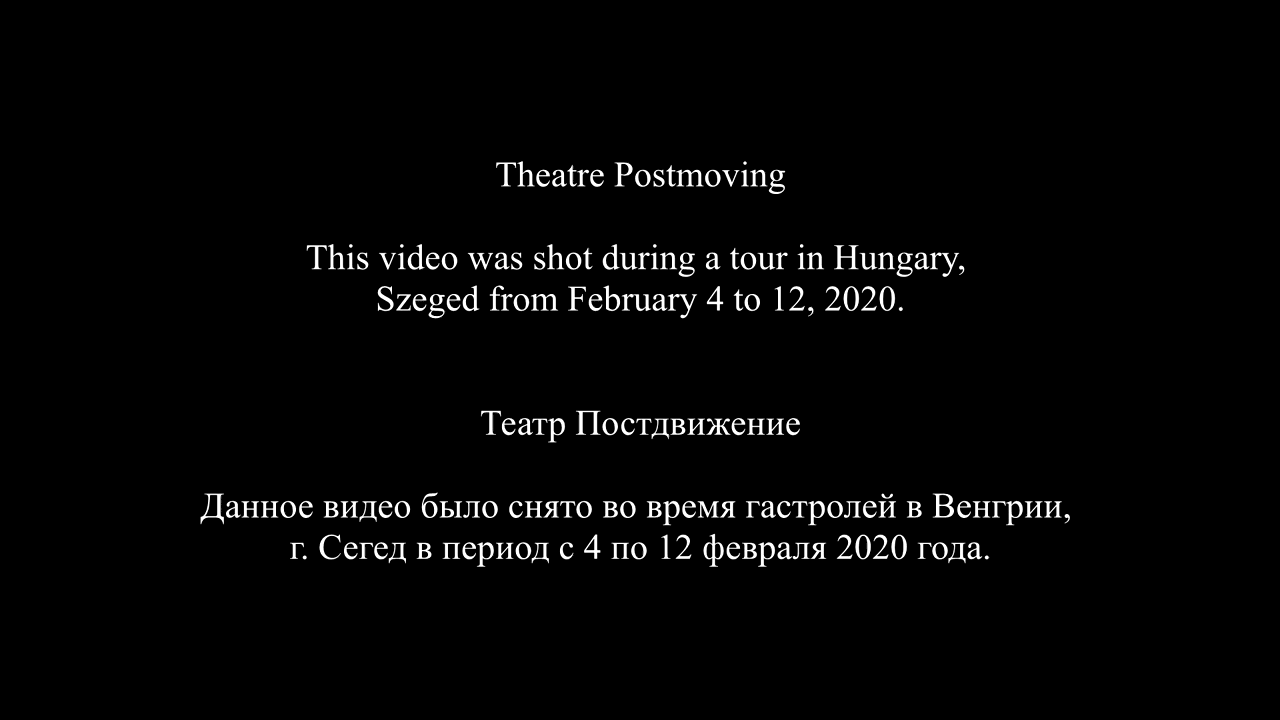 Theatre Postmoving
This video was shot during a tour in Hungary,
Szeged from February 4 to 12, 2020.
Театр Постдвижение
Данное видео было снято во время гастролей в Венгрии,
г. Сегед в период с 4 по 12 февраля 2020 года.